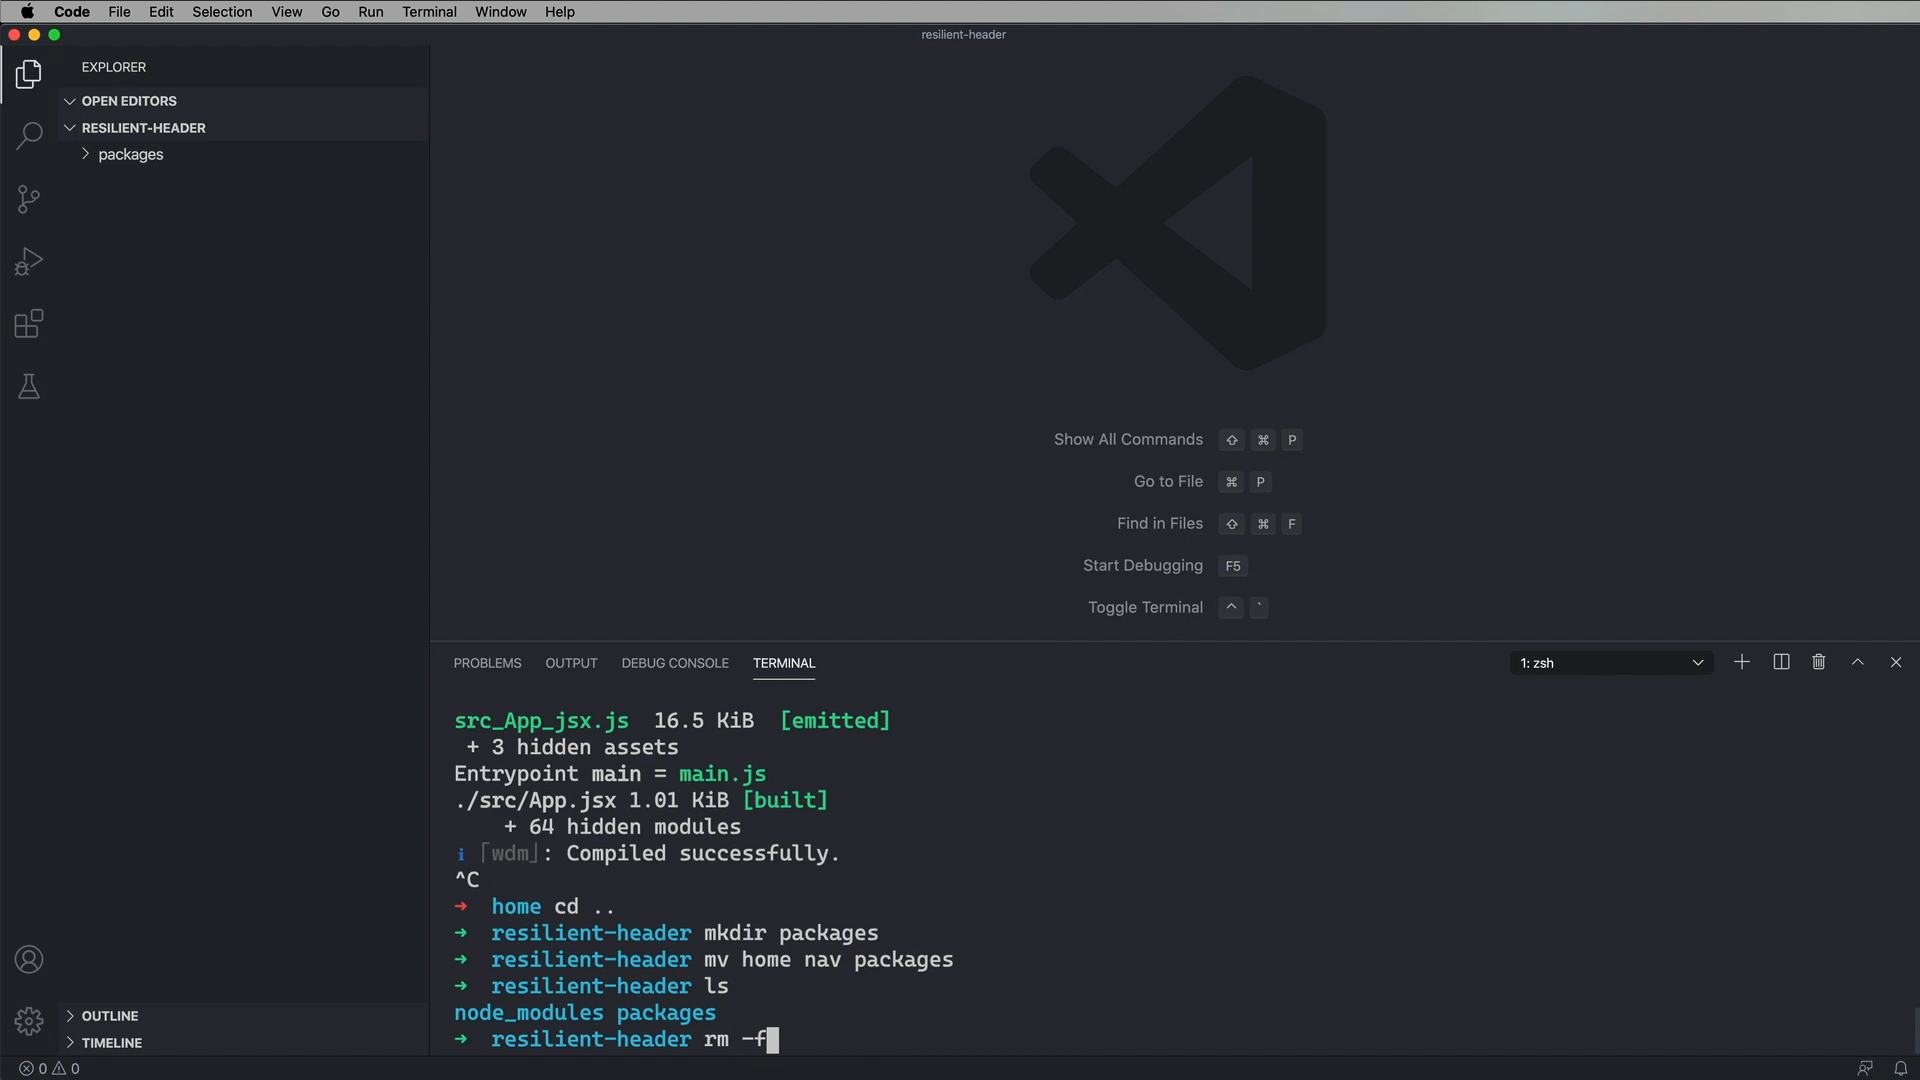 Code File Edit Selection View Go Run Terminal Window Help
resilient-header
EXPLORER
OPEN EDITORS
RESILIENT-HEADER
packages
Show All Commands ⇧ ⌘ P
Go to File ⌘ P
Find in Files ⇧ ⌘ F
Start Debugging F5
Toggle Terminal ^ `
PROBLEMS OUTPUT DEBUG CONSOLE TERMINAL
1: zsh
src_App_jsx.js 16.5 KiB [emitted]
+ 3 hidden assets
Entrypoint main = main.js
./src/App.jsx 1.01 KiB [built]
+ 64 hidden modules
i ｢wdm｣: Compiled successfully.
^C
➜ home cd ..
➜ resilient-header mkdir packages
➜ resilient-header mv home nav packages
➜ resilient-header ls
node_modules packages
➜ resilient-header rm -f
OUTLINE
TIMELINE
0 0